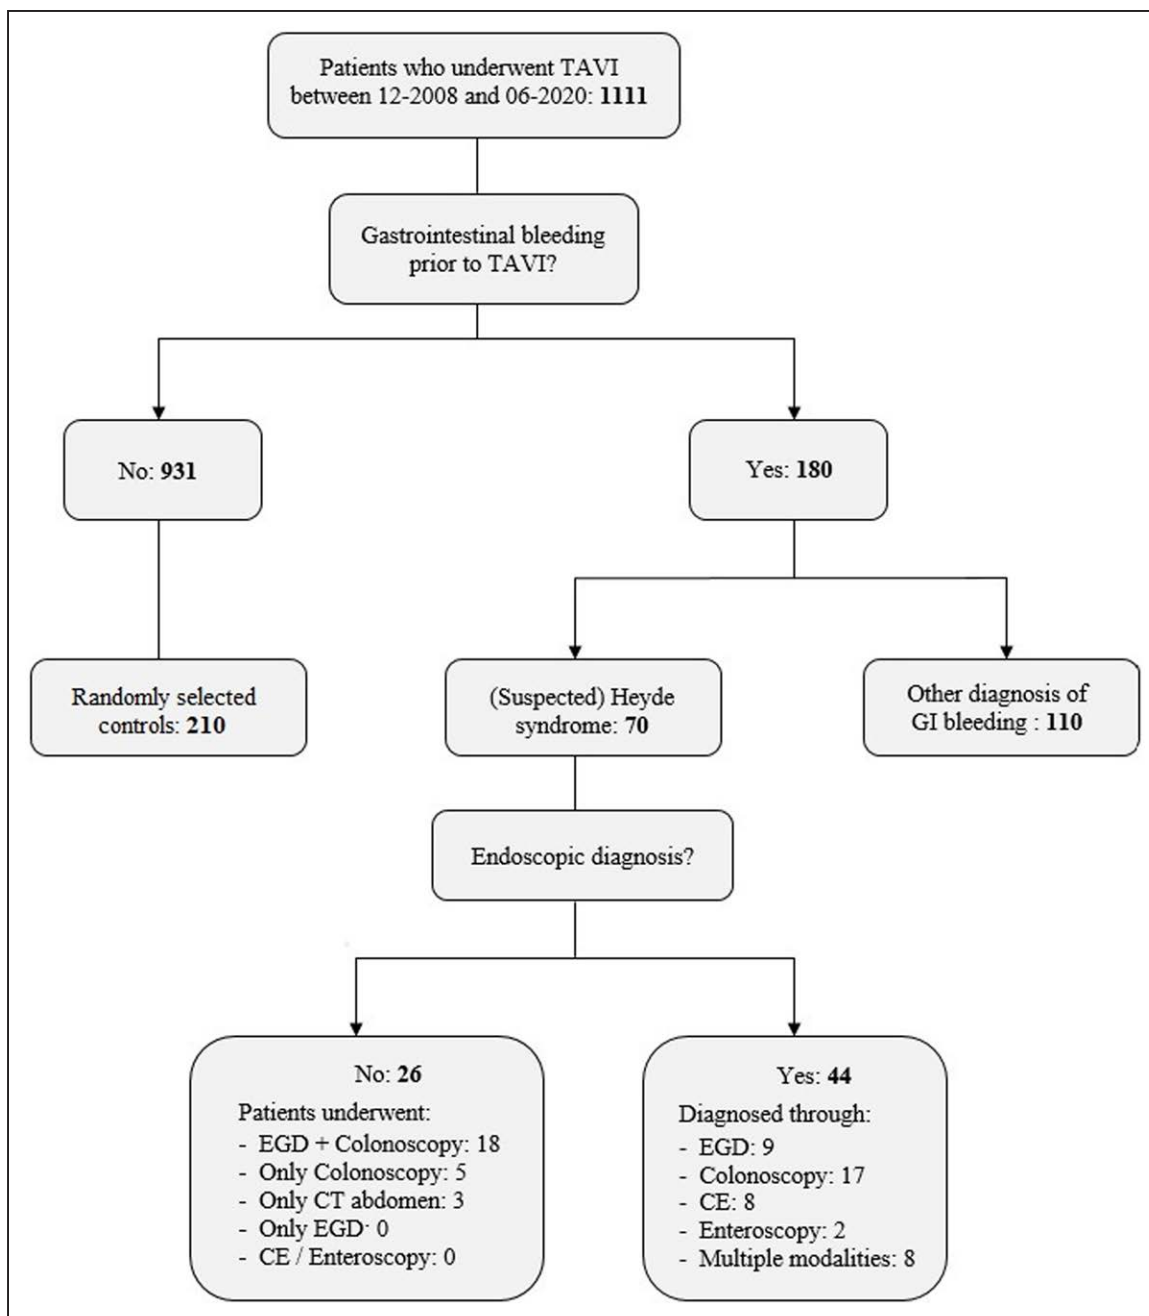 Patients who underwent TAVI
between 12-2008 and 06-2020: 1111
Gastrointestinal bleeding
prior to TAVI?
No: 931
Yes: 180
Randomly selected
controls: 210
(Suspected) Heyde
syndrome: 70
Other diagnosis of
GI bleeding : 110
Endoscopic diagnosis?
No: 26
Patients underwent:
- EGD + Colonoscopy: 18
- Only Colonoscopy: 5
- Only CT abdomen: 3
- Only EGD· 0
- CE / Enteroscopy: 0
Yes: 44
Diagnosed through:
- EGD: 9
- Colonoscopy: 17
- CE: 8
- Enteroscopy: 2
- Multiple modalities: 8